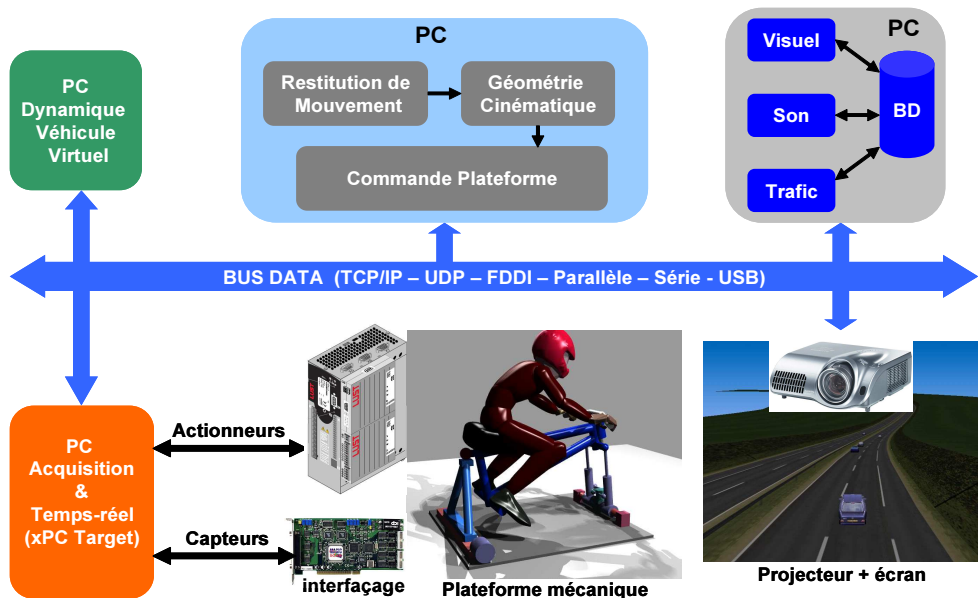 PC
Dynamique
Véhicule
Virtuel
PC
Restitution de
Mouvement
Géométrie
Cinématique
Commande Plateforme
PC
Visuel
Son
Trafic
BD
BUS DATA (TCP/IP – UDP – FDDI – Parallèle – Série - USB)
PC
Acquisition
&
Temps-réel
(xPC Target)
Actionneurs
Capteurs
LUST
LUST
interfaçage
Plateforme mécanique
Projecteur + écran